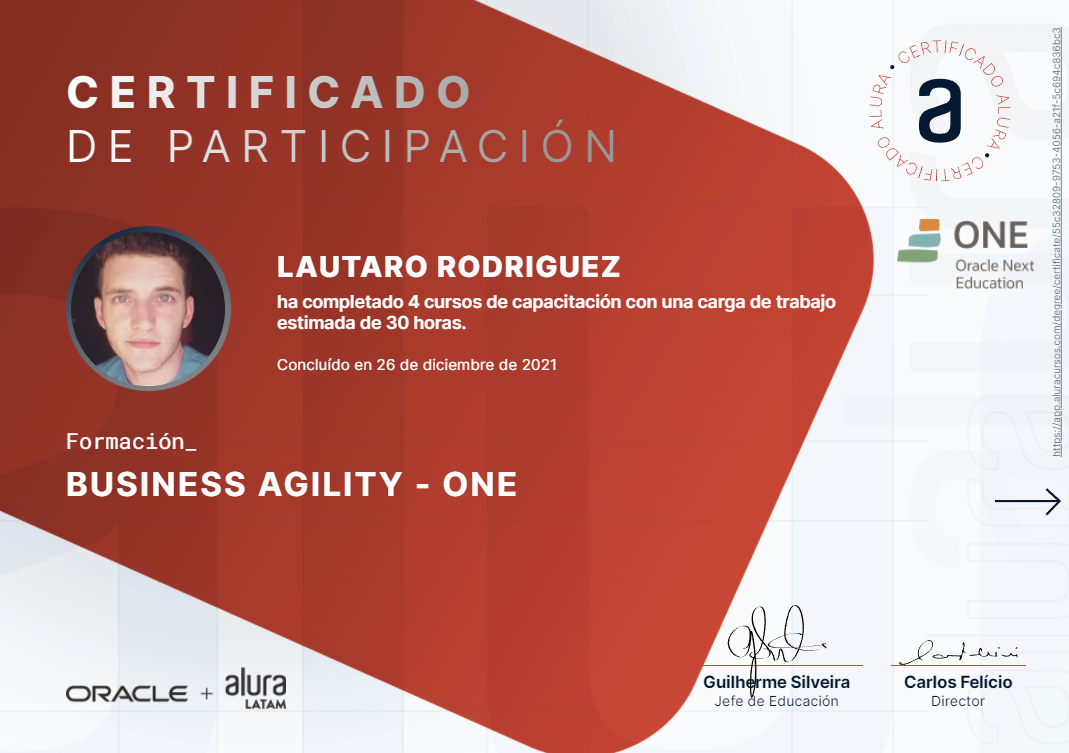 CERTIFICADO
DE PARTICIPACIÓN
CERTIFICADO ALURA • CERTIFICADO ALURA •
a
ONE
Oracle Next
Education
LAUTARO RODRIGUEZ
ha completado 4 cursos de capacitación con una carga de trabajo
estimada de 30 horas.
Concluído en 26 de diciembre de 2021
Formación_
BUSINESS AGILITY - ONE
https://app.aluracursos.com/degree/certificate/55c32809-9753-4056-a21f-5c694c836bc3
ORACLE + alura
LATAM
Guilherme Silveira
Jefe de Educación
Carlos Felício
Director